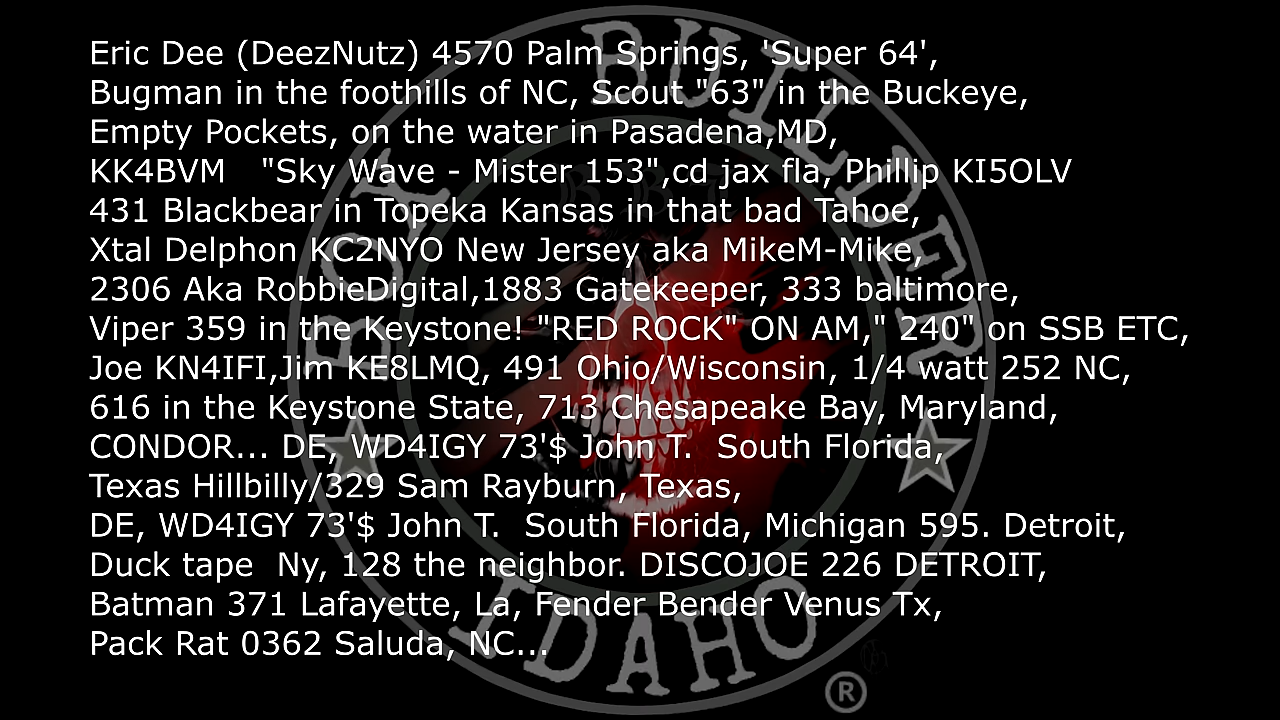 Eric Dee (DeezNutz) 4570 Palm Springs, 'Super 64',
Bugman in the foothills of NC, Scout "63" in the Buckeye,
Empty Pockets, on the water in Pasadena,MD,
KK4BVM   "Sky Wave - Mister 153",cd jax fla, Phillip KI5OLV
431 Blackbear in Topeka Kansas in that bad Tahoe,
Xtal Delphon KC2NYO New Jersey aka MikeM-Mike,
2306 Aka RobbieDigital,1883 Gatekeeper, 333 baltimore,
Viper 359 in the Keystone! "RED ROCK" ON AM," 240" on SSB ETC,
Joe KN4IFI,Jim KE8LMQ, 491 Ohio/Wisconsin, 1/4 watt 252 NC,
616 in the Keystone State, 713 Chesapeake Bay, Maryland,
CONDOR... DE, WD4IGY 73'$ John T.  South Florida,
Texas Hillbilly/329 Sam Rayburn, Texas,
DE, WD4IGY 73'$ John T.  South Florida, Michigan 595. Detroit,
Duck tape  Ny, 128 the neighbor. DISCOJOE 226 DETROIT,
Batman 371 Lafayette, La, Fender Bender Venus Tx,
Pack Rat 0362 Saluda, NC...
BOX BUILDER
IDAHO
®